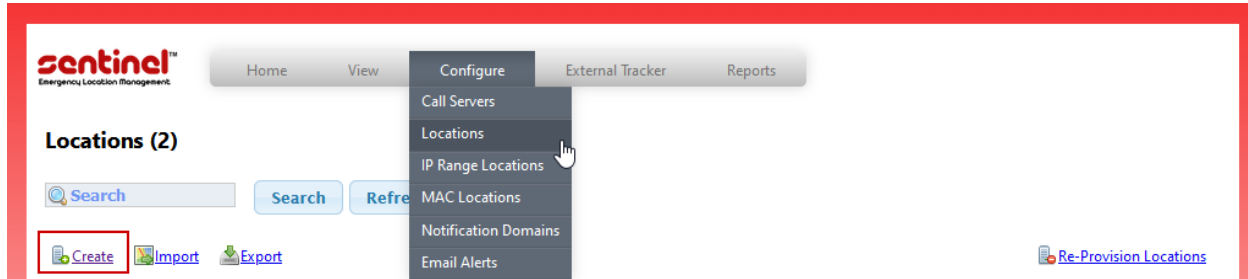 sentinel™
Emergency Location Management
Home View Configure External Tracker Reports
Call Servers
Locations (2)
Locations
IP Range Locations
Search Search Refre MAC Locations
Notification Domains
Create Import Export Email Alerts Re-Provision Locations